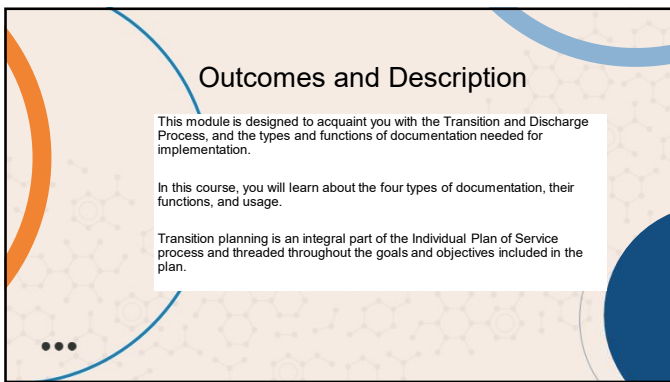 Outcomes and Description
This module is designed to acquaint you with the Transition and Discharge
Process, and the types and functions of documentation needed for
implementation.
In this course, you will learn about the four types of documentation, their
functions, and usage.
Transition planning is an integral part of the Individual Plan of Service
process and threaded throughout the goals and objectives included in the
plan.